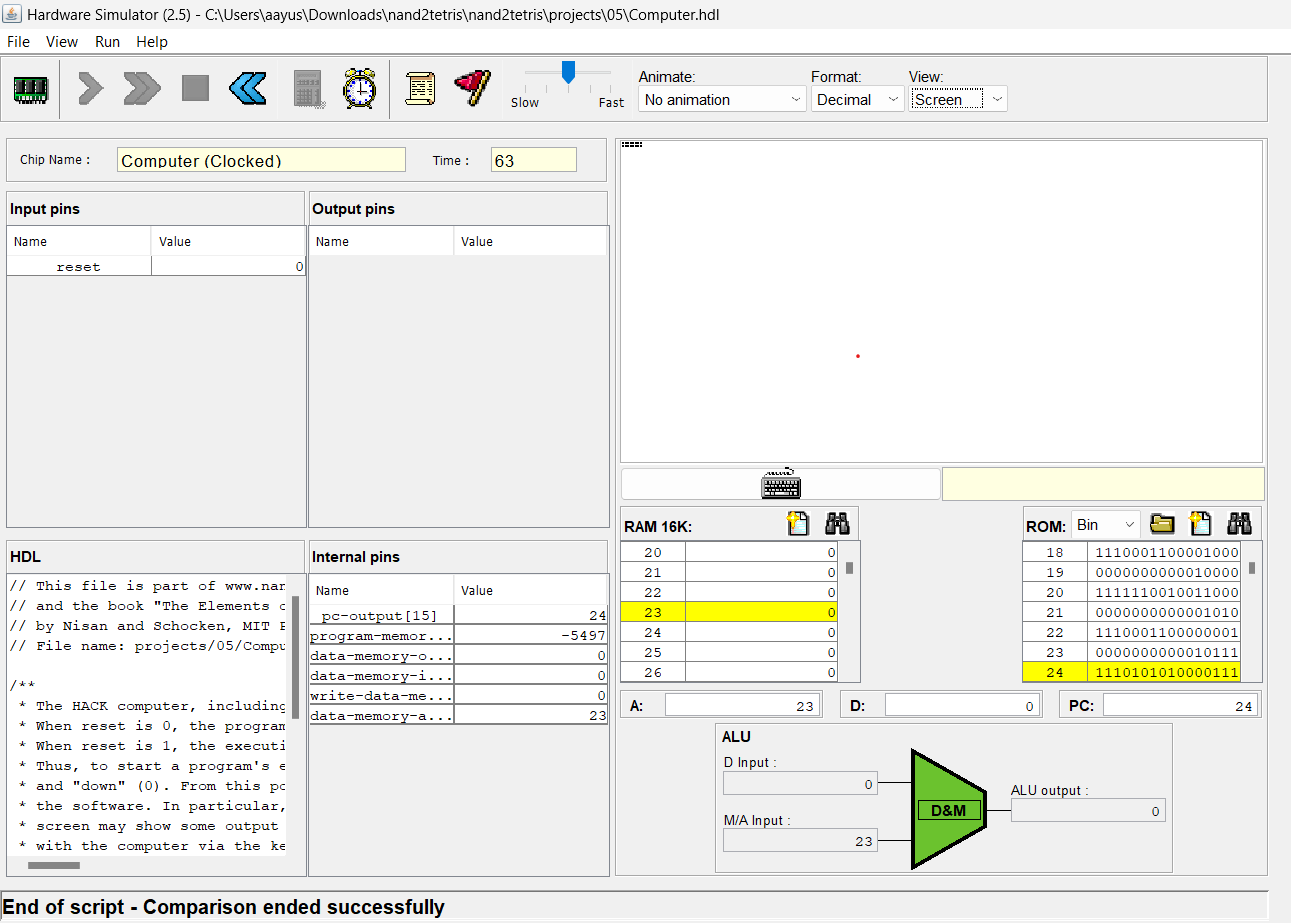 Hardware Simulator (2.5) - C:\Users\aayus\Downloads\nand2tetris\nand2tetris\projects\05\Computer.hdl
File View Run Help
Slow Fast
Animate: Format: View:
No animation Decimal Screen
Chip Name : Computer (Clocked) Time : 63
Input pins
Name Value
reset 0
Output pins
Name Value
HDL
// This file is part of www.nan
// and the book "The Elements o
// by Nisan and Schocken, MIT P
// File name: projects/05/Compu
/**
* The HACK computer, including
* When reset is 0, the program
* When reset is 1, the executi
* Thus, to start a program's e
* and "down" (0). From this po
* the software. In particular,
* screen may show some output
* with the computer via the ke
Internal pins
Name Value
pc-output[15] 24
program-memor... -5497
data-memory-o... 0
data-memory-i... 0
write-data-me... 0
data-memory-a... 23
RAM 16K:
20 0
21 0
22 0
23 0
24 0
25 0
26 0
ROM: Bin
18 1110001100001000
19 0000000000010000
20 1111110010011000
21 0000000000001010
22 1110001100000001
23 0000000000010111
24 1110101010000111
A: 23 D: 0 PC: 24
ALU
D Input :
0
M/A Input :
23
D&M
ALU output :
0
End of script - Comparison ended successfully